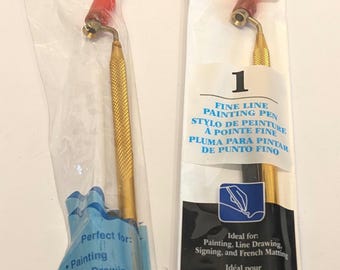 1
FINE LINE
PAINTING PEN
STYLO DE PEINTURE
À POINTE FINE
PLUMA PARA PINTAR
DE PUNTO FINO
Ideal for:
Painting, Line Drawing,
Signing, and French Matting
Idéal pour
Perfect for:
Painting
Drawing